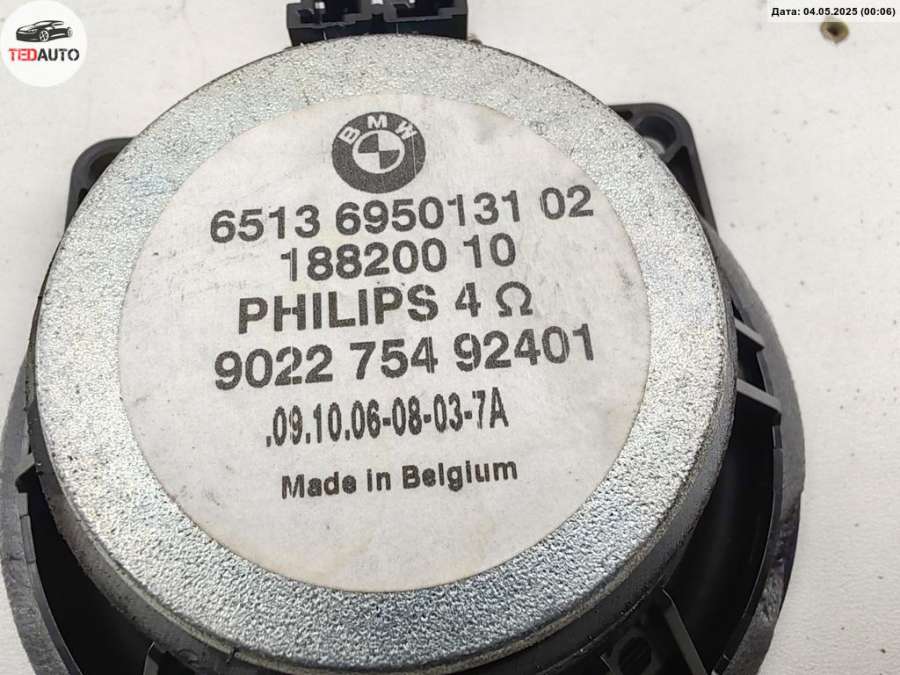 Дата: 04.05.2025 (00:06)
TEDAUTO
BMW
6513 6950131 02
188200 10
PHILIPS 4 Ω
9022 754 92401
.09.10.06-08-03-7A
Made in Belgium